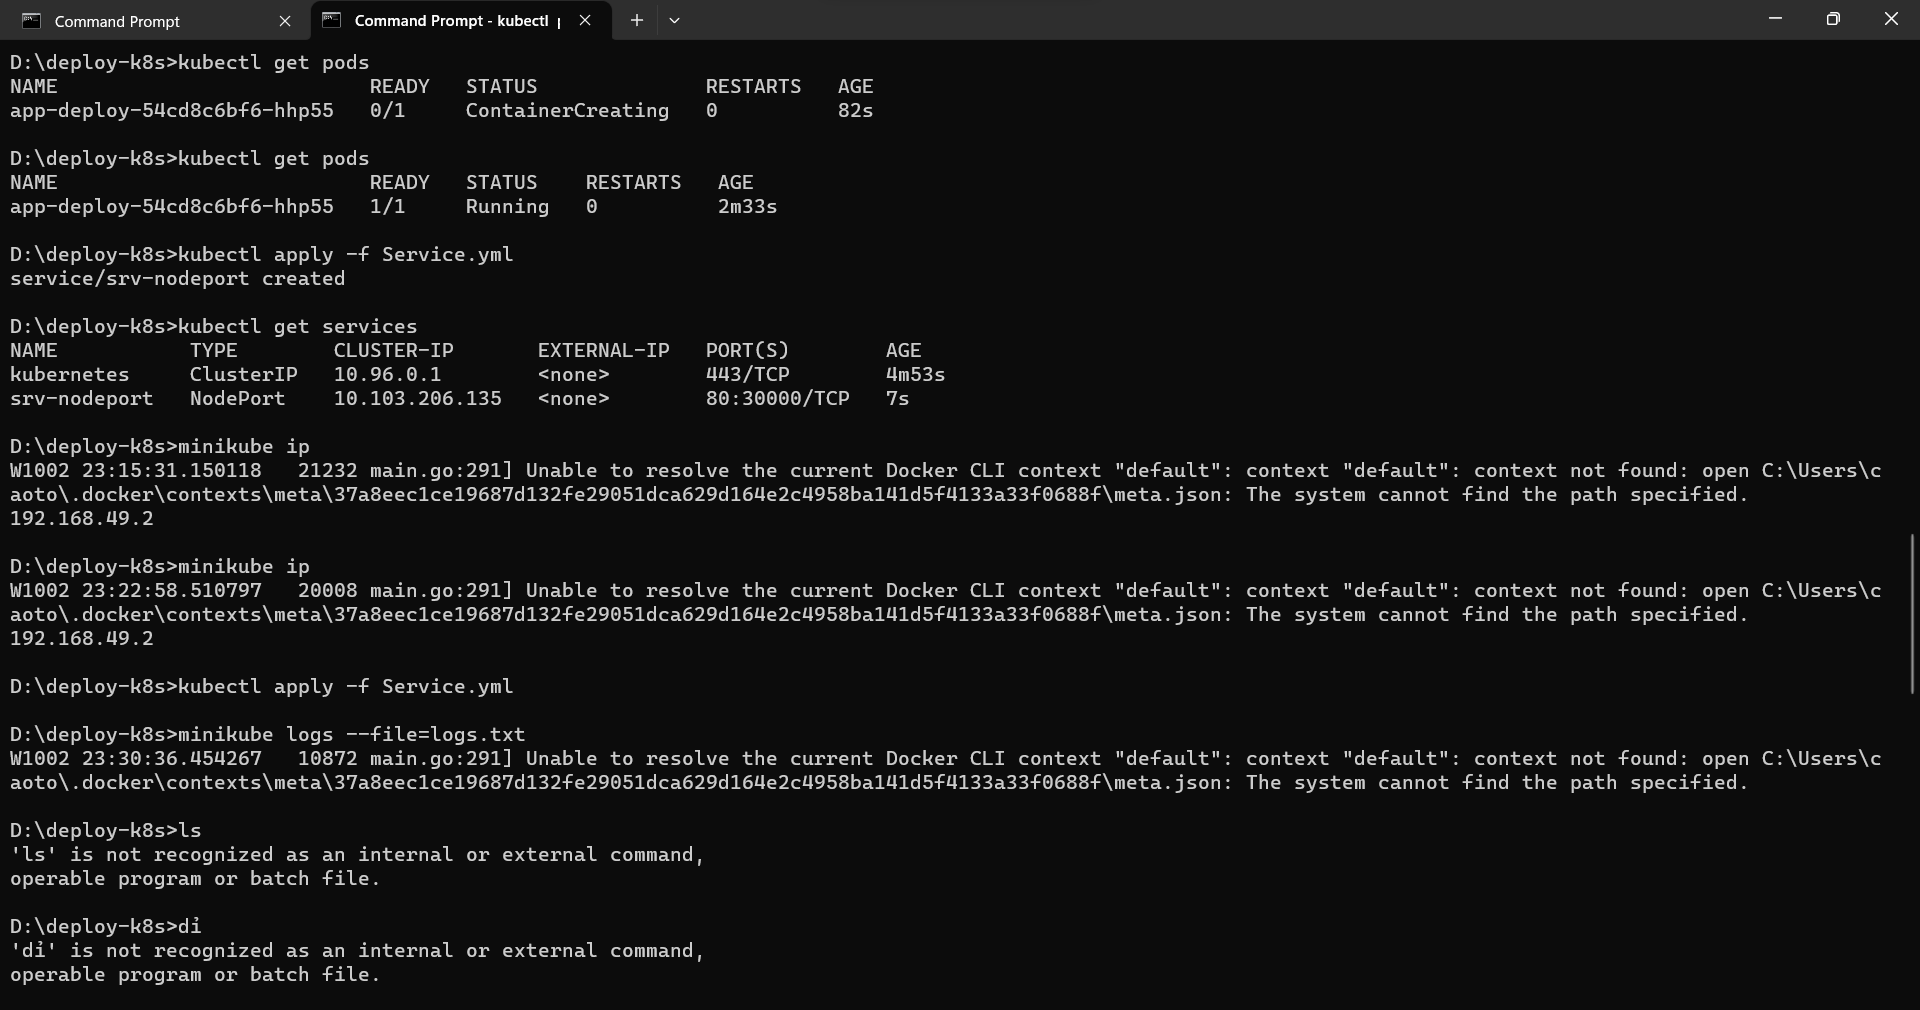 Command Prompt
Command Prompt - kubectl
D:\deploy-k8s>kubectl get pods
NAME                          READY   STATUS              RESTARTS   AGE
app-deploy-54cd8c6bf6-hhp55   0/1     ContainerCreating   0          82s
D:\deploy-k8s>kubectl get pods
NAME                          READY   STATUS    RESTARTS   AGE
app-deploy-54cd8c6bf6-hhp55   1/1     Running   0          2m33s
D:\deploy-k8s>kubectl apply -f Service.yml
service/srv-nodeport created
D:\deploy-k8s>kubectl get services
NAME           TYPE        CLUSTER-IP       EXTERNAL-IP   PORT(S)        AGE
kubernetes     ClusterIP   10.96.0.1        <none>        443/TCP        4m53s
srv-nodeport   NodePort    10.103.206.135   <none>        80:30000/TCP   7s
D:\deploy-k8s>minikube ip
W1002 23:15:31.150118   21232 main.go:291] Unable to resolve the current Docker CLI context "default": context "default": context not found: open C:\Users\c
aoto\.docker\contexts\meta\37a8eec1ce19687d132fe29051dca629d164e2c4958ba141d5f4133a33f0688f\meta.json: The system cannot find the path specified.
192.168.49.2
D:\deploy-k8s>minikube ip
W1002 23:22:58.510797   20008 main.go:291] Unable to resolve the current Docker CLI context "default": context "default": context not found: open C:\Users\c
aoto\.docker\contexts\meta\37a8eec1ce19687d132fe29051dca629d164e2c4958ba141d5f4133a33f0688f\meta.json: The system cannot find the path specified.
192.168.49.2
D:\deploy-k8s>kubectl apply -f Service.yml
D:\deploy-k8s>minikube logs --file=logs.txt
W1002 23:30:36.454267   10872 main.go:291] Unable to resolve the current Docker CLI context "default": context "default": context not found: open C:\Users\c
aoto\.docker\contexts\meta\37a8eec1ce19687d132fe29051dca629d164e2c4958ba141d5f4133a33f0688f\meta.json: The system cannot find the path specified.
D:\deploy-k8s>ls
'ls' is not recognized as an internal or external command,
operable program or batch file.
D:\deploy-k8s>dỉ
'dỉ' is not recognized as an internal or external command,
operable program or batch file.